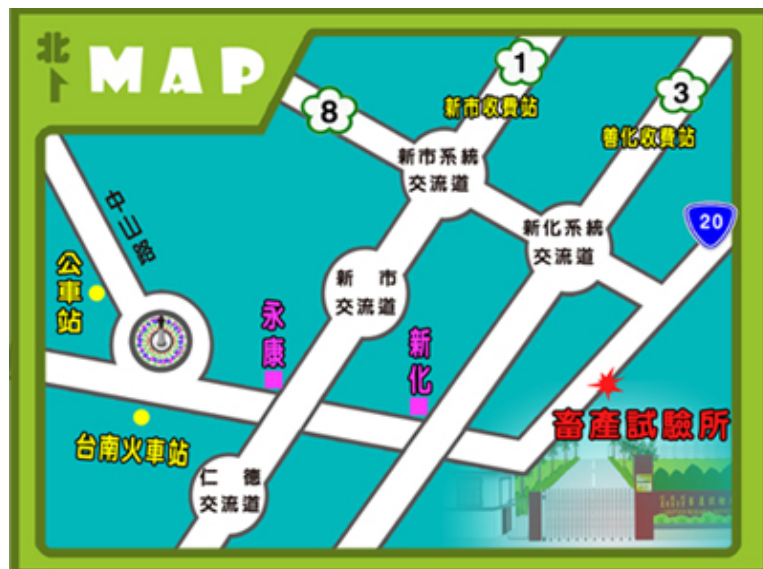 北
MAP
1
3
8
新市收費站
善化收費站
新市系統
交流道
20
新化系統
交流道
中山路
公車站
新市
交流道
永康
新化
畜產試驗所
台南火車站
仁德
交流道